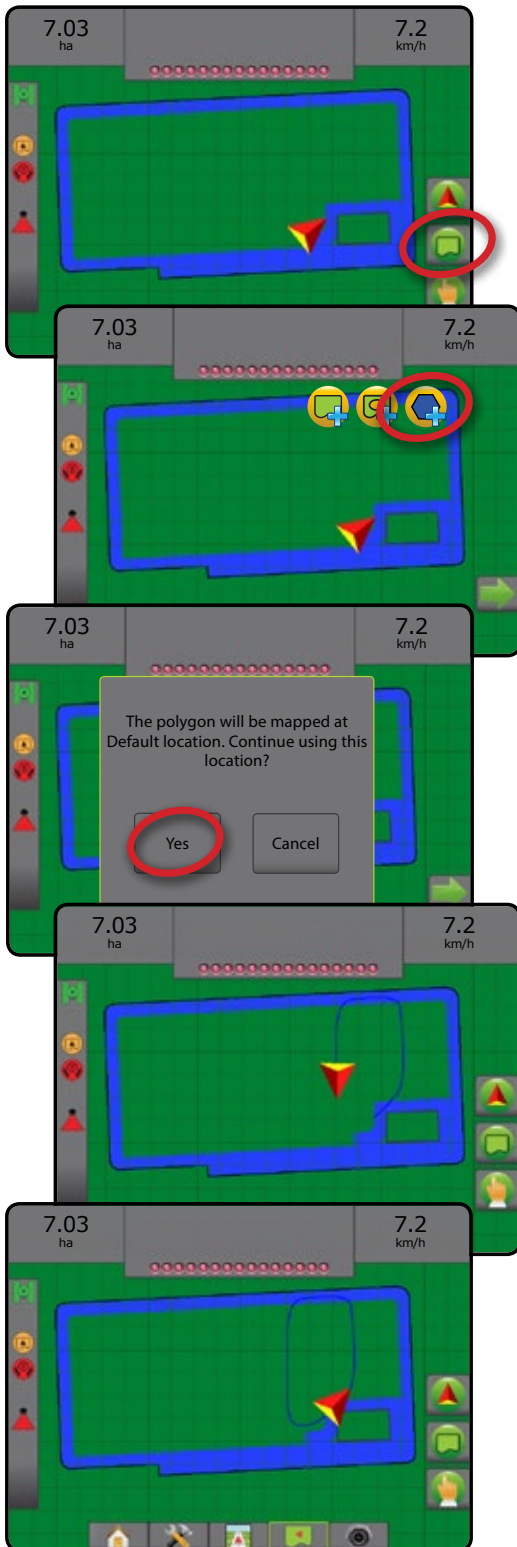 7.03
ha
7.2
km/h
7.03
ha
7.2
km/h
7.03
ha
7.2
km/h
The polygon will be mapped at
Default location. Continue using this
location?
Yes
Cancel
7.03
ha
7.2
km/h
7.03
ha
7.2
km/h